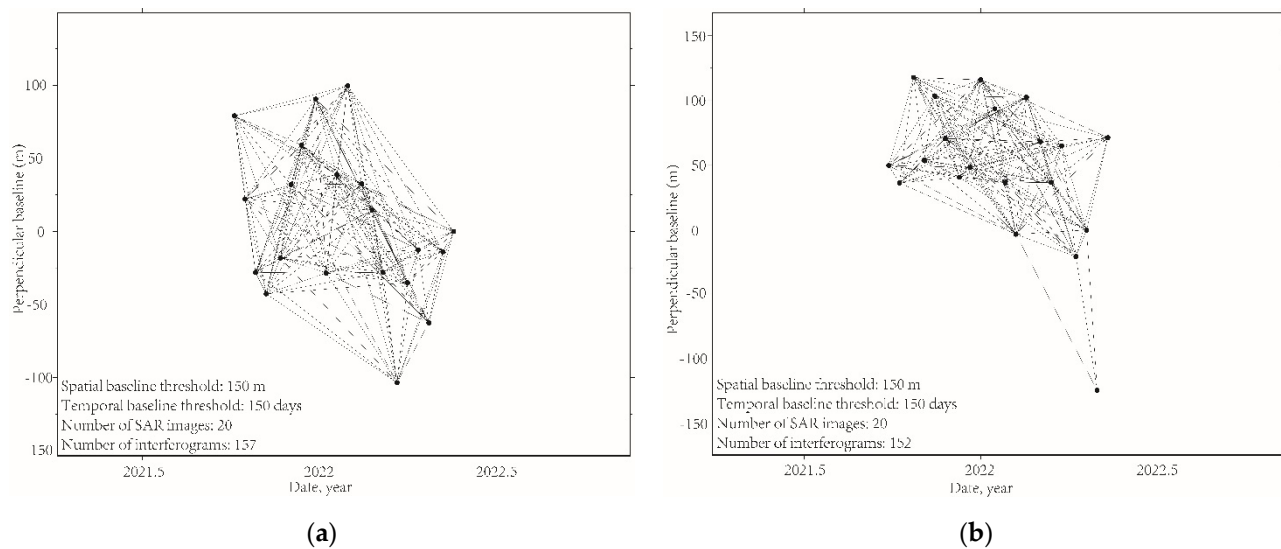 100
50
0
-50
-100
150
Perpendicular baseline (m)
Spatial baseline threshold: 150 m
Temporal baseline threshold: 150 days
Number of SAR images: 20
Number of interferograms: 157
2021.5 2022 2022.5
Date, year
(a)
150
100
50
0
-50
-100
-150
Perpendicular baseline (m)
Spatial baseline threshold: 150 m
Temporal baseline threshold: 150 days
Number of SAR images: 20
Number of interferograms: 152
2021.5 2022 2022.5
Date, year
(b)